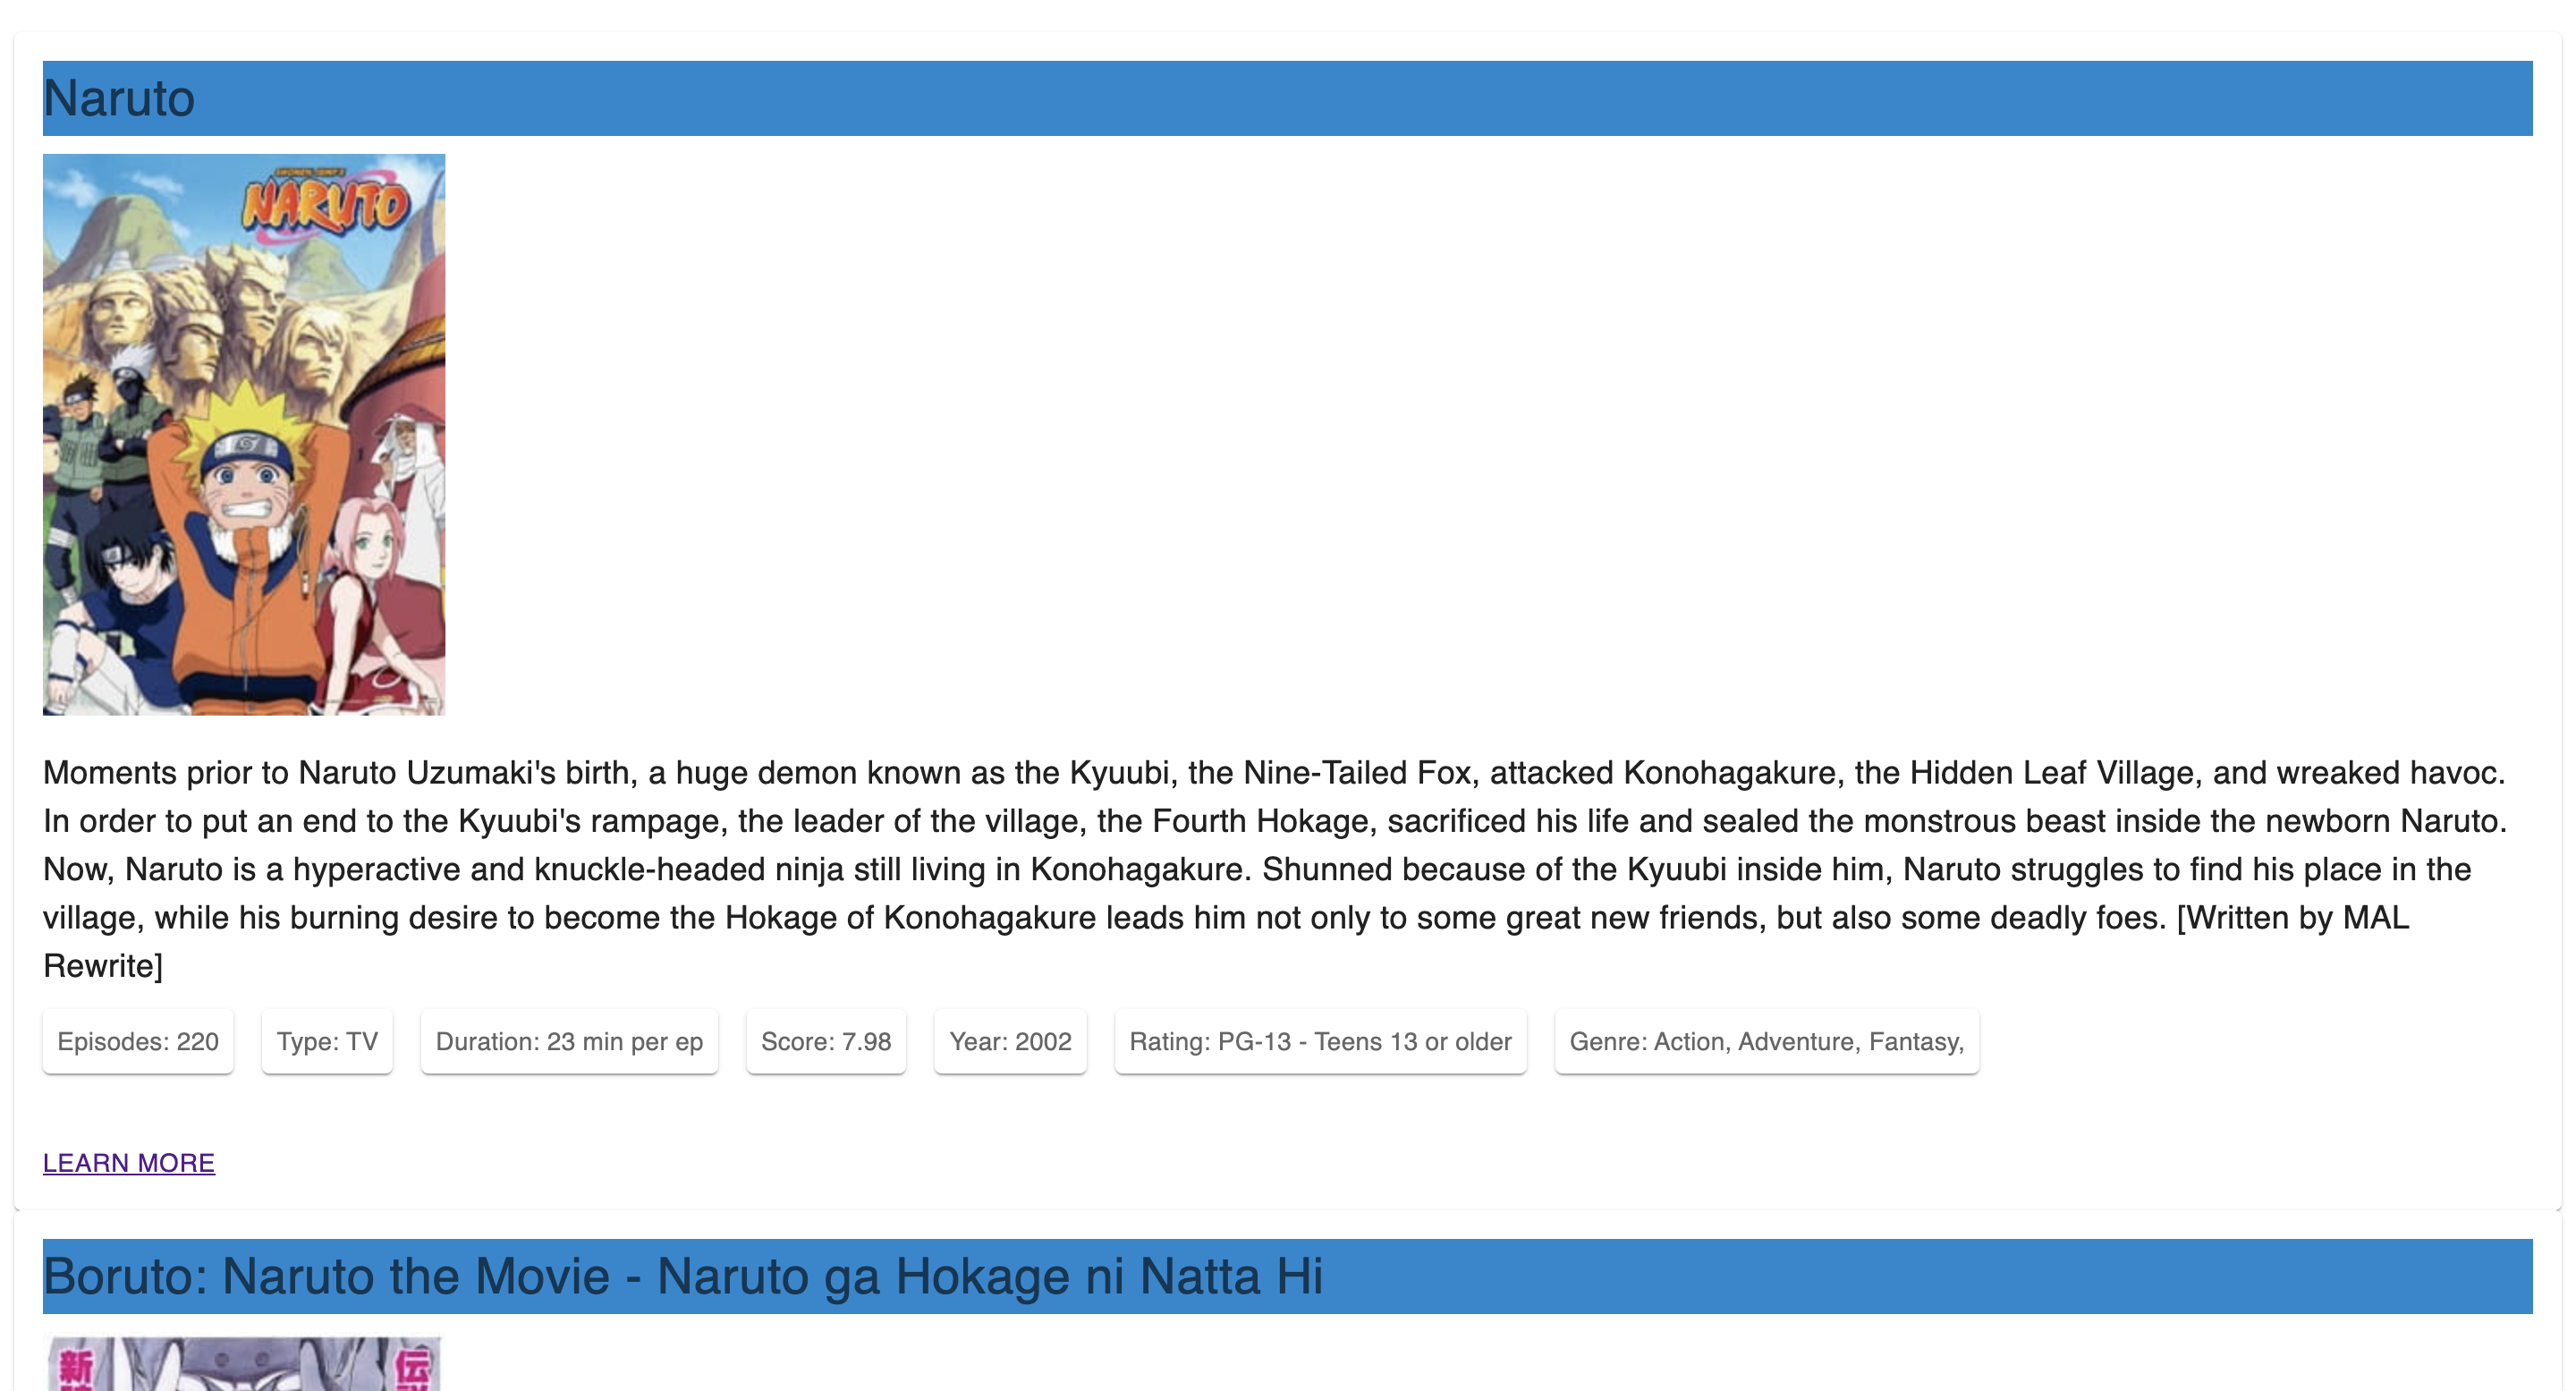 Naruto
NARUTO
Moments prior to Naruto Uzumaki's birth, a huge demon known as the Kyuubi, the Nine-Tailed Fox, attacked Konohagakure, the Hidden Leaf Village, and wreaked havoc.
In order to put an end to the Kyuubi's rampage, the leader of the village, the Fourth Hokage, sacrificed his life and sealed the monstrous beast inside the newborn Naruto.
Now, Naruto is a hyperactive and knuckle-headed ninja still living in Konohagakure. Shunned because of the Kyuubi inside him, Naruto struggles to find his place in the
village, while his burning desire to become the Hokage of Konohagakure leads him not only to some great new friends, but also some deadly foes. [Written by MAL
Rewrite]
Episodes: 220 Type: TV Duration: 23 min per ep Score: 7.98 Year: 2002 Rating: PG-13 - Teens 13 or older Genre: Action, Adventure, Fantasy,
LEARN MORE
Boruto: Naruto the Movie - Naruto ga Hokage ni Natta Hi
新 伝